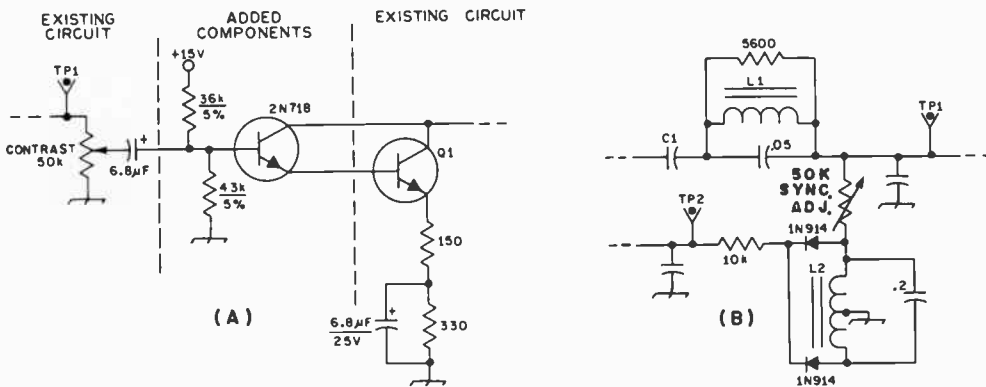 EXISTING
CIRCUIT
ADDED
COMPONENTS
EXISTING CIRCUIT
+15V
TP1
36k
5%
2N718
CONTRAST
50k
+
6.8µF
Q1
43k
5%
150
(A)
6.8µF
25V
+
330
5600
L1
TP1
C1
.05
50K
SYNC.
ADJ.
TP2
1N914
10k
L2
.2
(B)
1N914